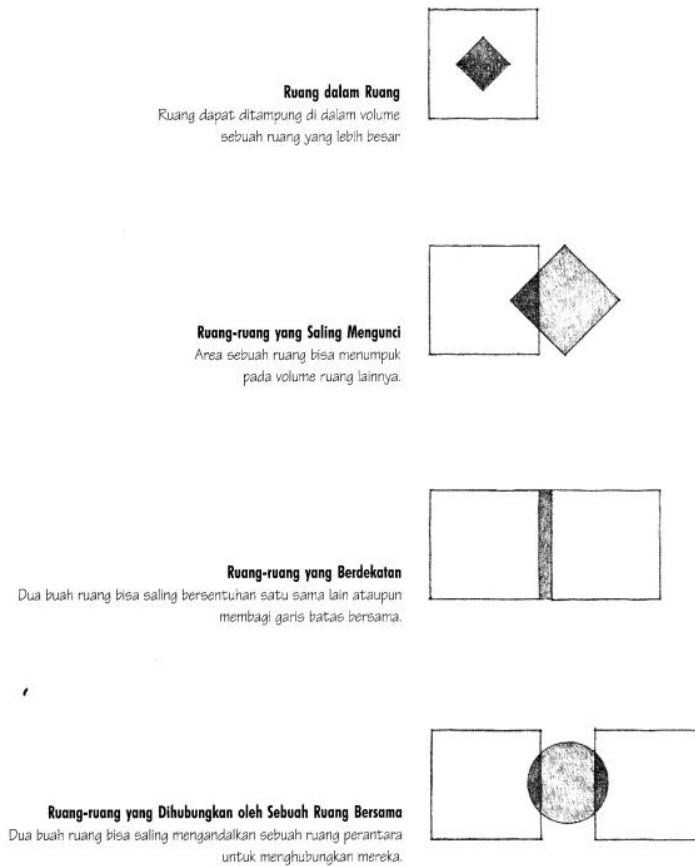 Ruang dalam Ruang
Ruang dapat ditampung di dalam volume
sebuah ruang yang lebih besar
Ruang-ruang yang Saling Mengunci
Area sebuah ruang bisa menumpuk
pada volume ruang lainnya.
Ruang-ruang yang Berdekatan
Dua buah ruang bisa saling bersentuhan satu sama lain ataupun
membagi garis batas bersama.
Ruang-ruang yang Dihubungkan oleh Sebuah Ruang Bersama
Dua buah ruang bisa saling mengandalkan sebuah ruang perantara
untuk menghubungkan mereka.